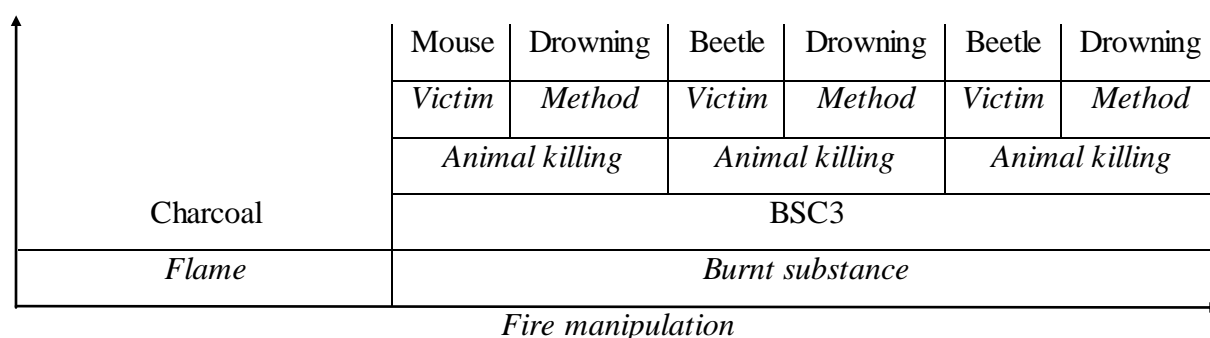 Mouse Drowning Beetle Drowning Beetle Drowning
Victim Method Victim Method Victim Method
Animal killing Animal killing Animal killing
Charcoal BSC3
Flame Burnt substance
Fire manipulation